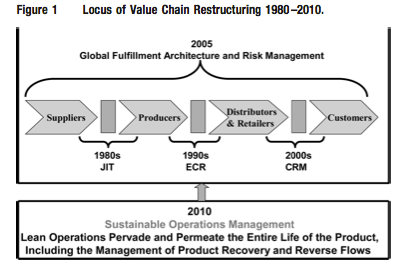 Figure 1 Locus of Value Chain Restructuring 1980–2010.
2005
Global Fulfillment Architecture and Risk Management
Suppliers
Producers
Distributors
& Retailers
Customers
1980s
JIT
1990s
ECR
2000s
CRM
2010
Sustainable Operations Management
Lean Operations Pervade and Permeate the Entire Life of the Product,
Including the Management of Product Recovery and Reverse Flows